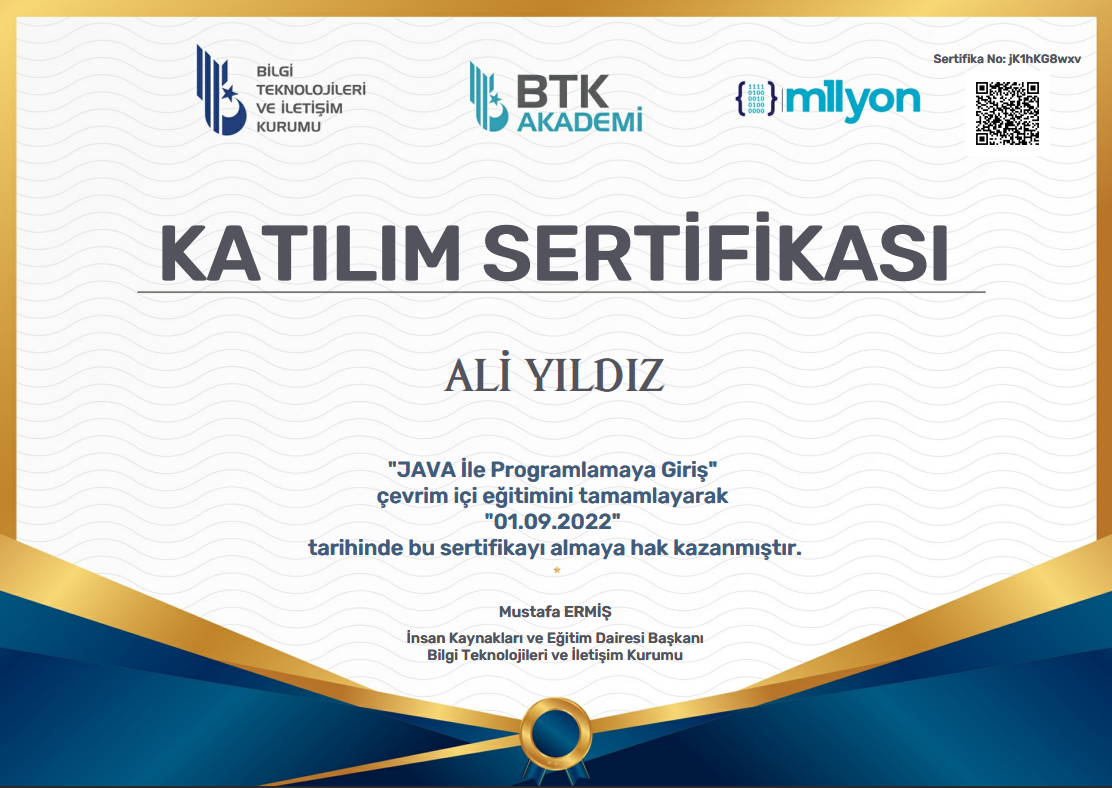 BİLGİ
TEKNOLOJİLERİ
VE İLETİŞİM
KURUMU
BTK
AKADEMİ
1111
0100
0010
0100
0000
m1lyon
Sertifika No: jK1hKG8wxv
KATILIM SERTİFİKASI
ALİ YILDIZ
"JAVA İle Programlamaya Giriş"
çevrim içi eğitimini tamamlayarak
"01.09.2022"
tarihinde bu sertifikayı almaya hak kazanmıştır.
Mustafa ERMİŞ
İnsan Kaynakları ve Eğitim Dairesi Başkanı
Bilgi Teknolojileri ve İletişim Kurumu